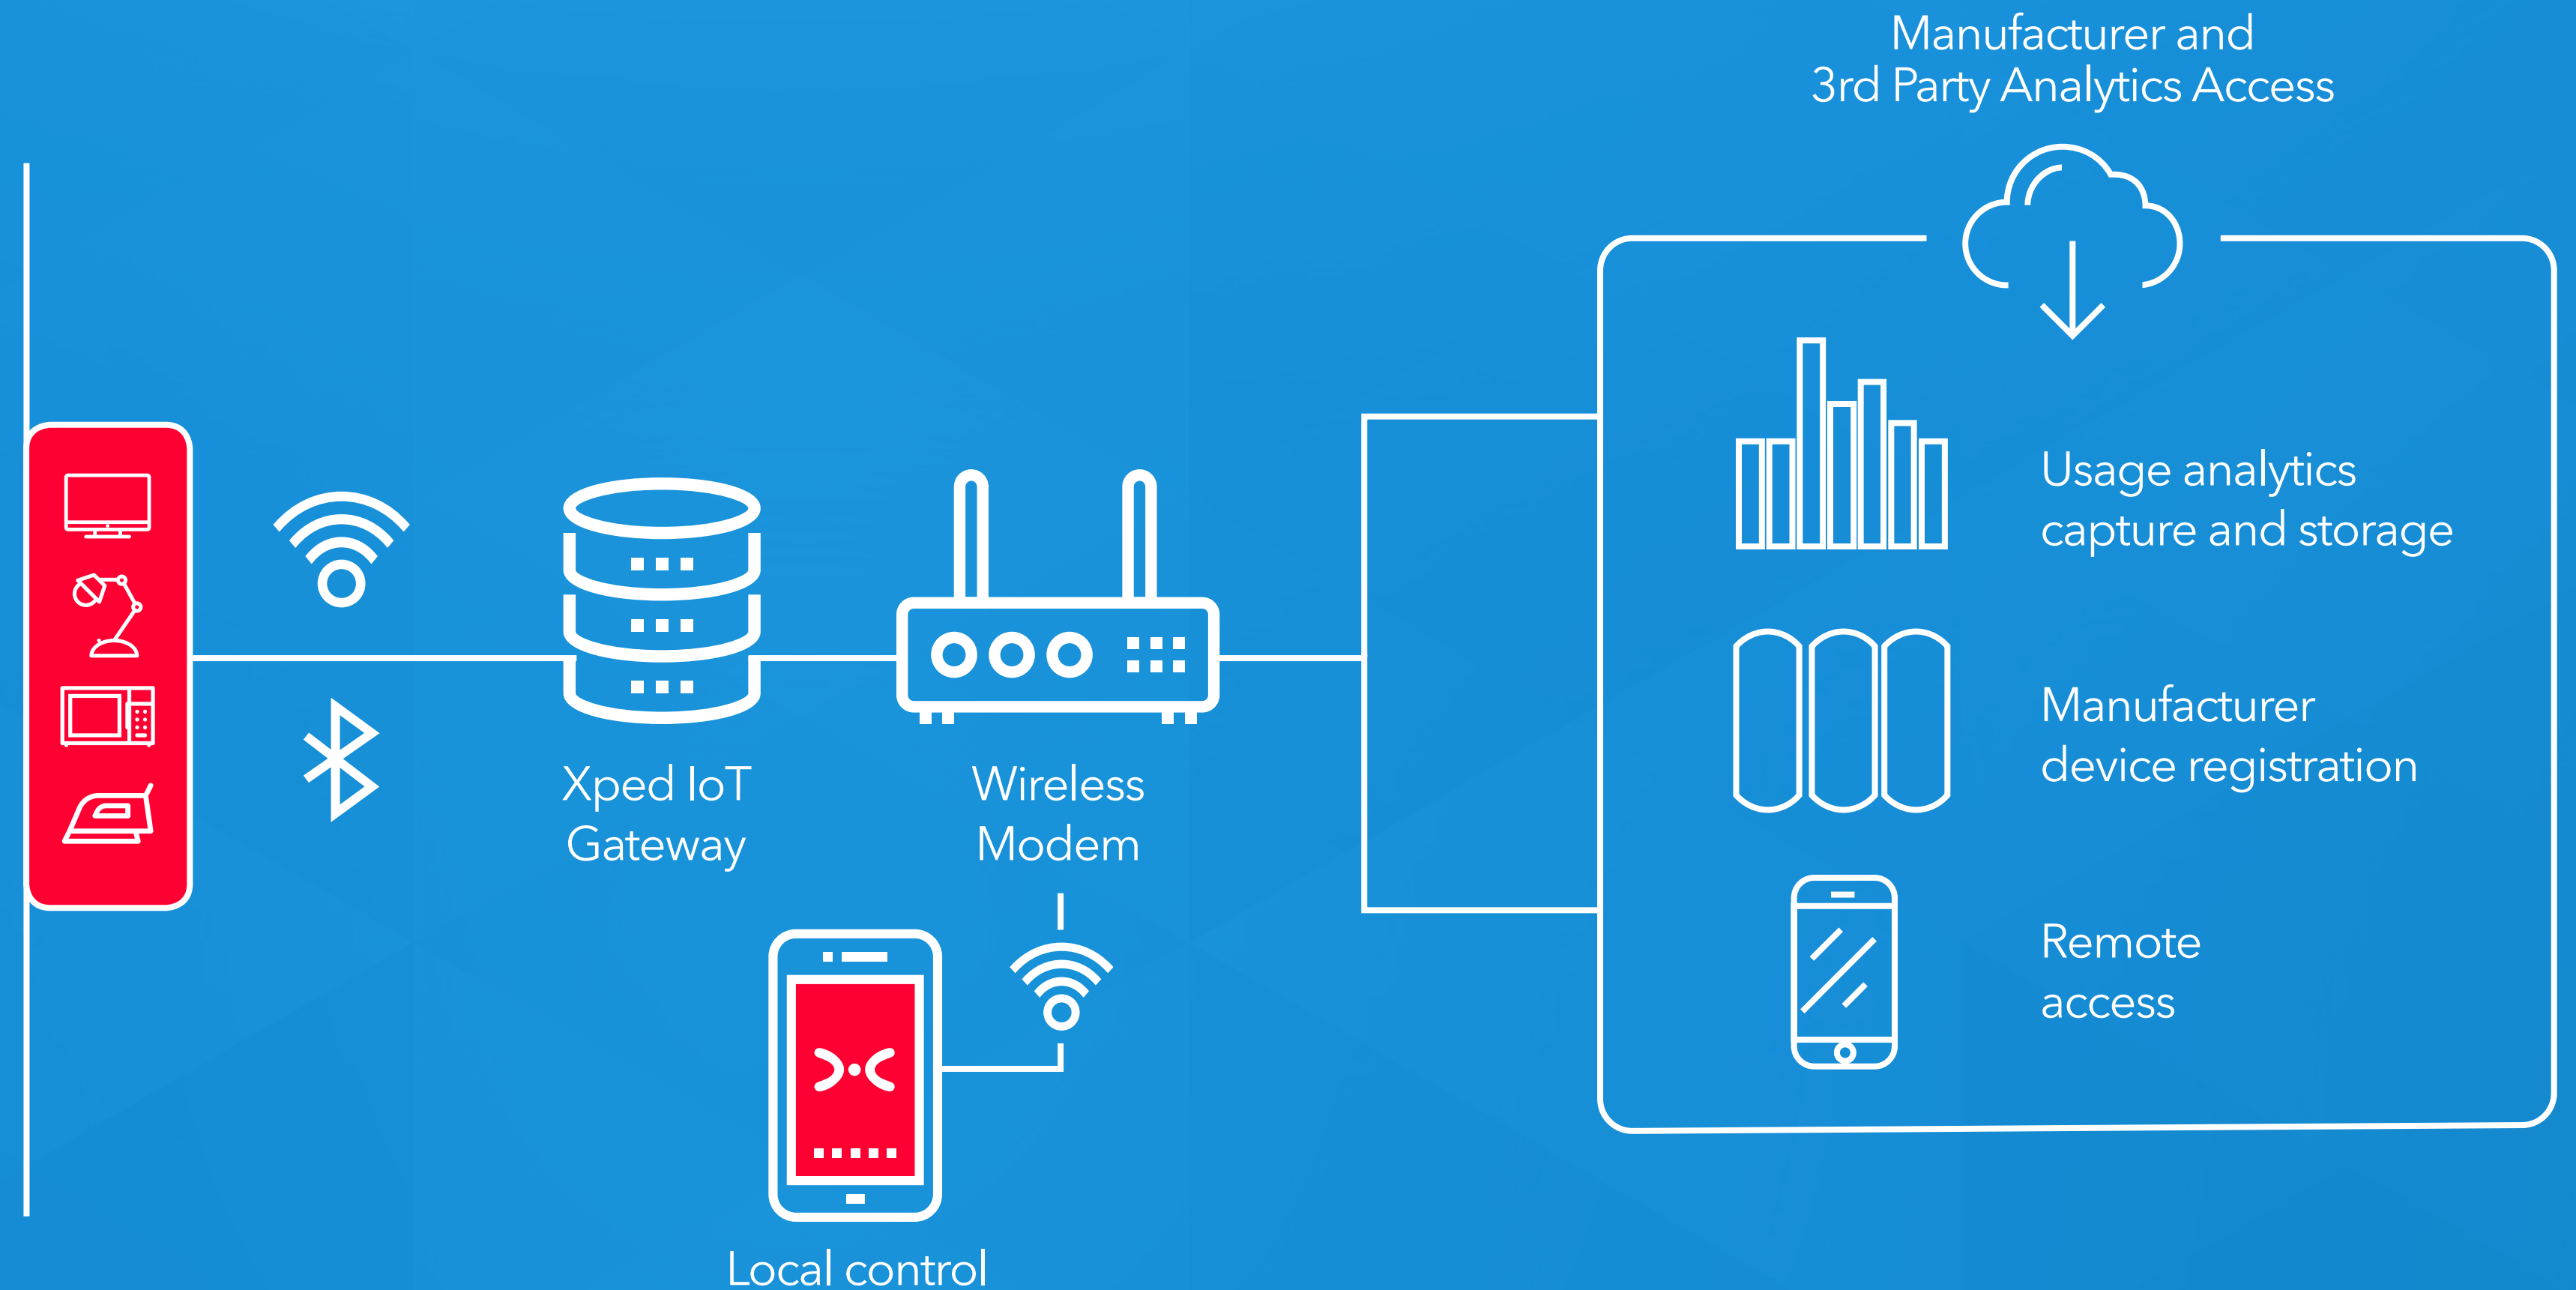 Manufacturer and
3rd Party Analytics Access
Usage analytics
capture and storage
Manufacturer
device registration
Remote
access
Xped IoT
Gateway
Wireless
Modem
Local control